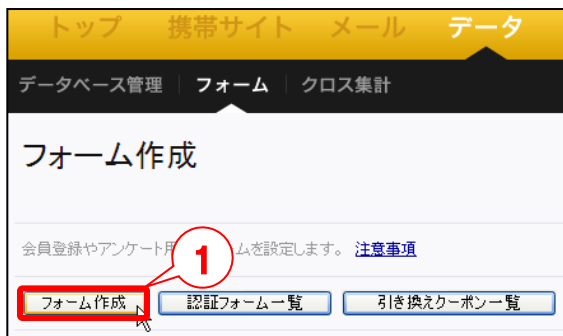 トップ 携帯サイト メール データ
データベース管理 フォーム クロス集計
フォーム作成
会員登録やアンケート用 ムを設定します。 注意事項
1
フォーム作成 認証フォーム一覧 引き換えクーポン一覧